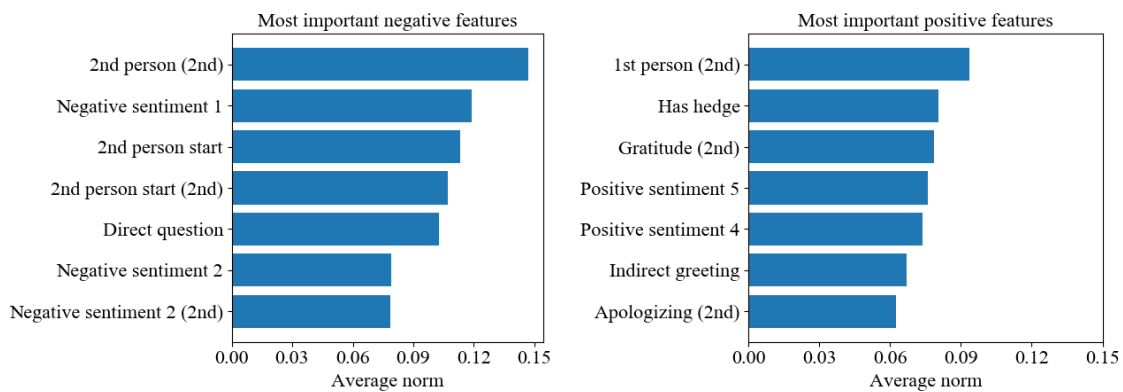 Most important negative features
2nd person (2nd)
Negative sentiment 1
2nd person start
2nd person start (2nd)
Direct question
Negative sentiment 2
Negative sentiment 2 (2nd)
0.00 0.03 0.06 0.09 0.12 0.15
Average norm
Most important positive features
1st person (2nd)
Has hedge
Gratitude (2nd)
Positive sentiment 5
Positive sentiment 4
Indirect greeting
Apologizing (2nd)
0.00 0.03 0.06 0.09 0.12 0.15
Average norm